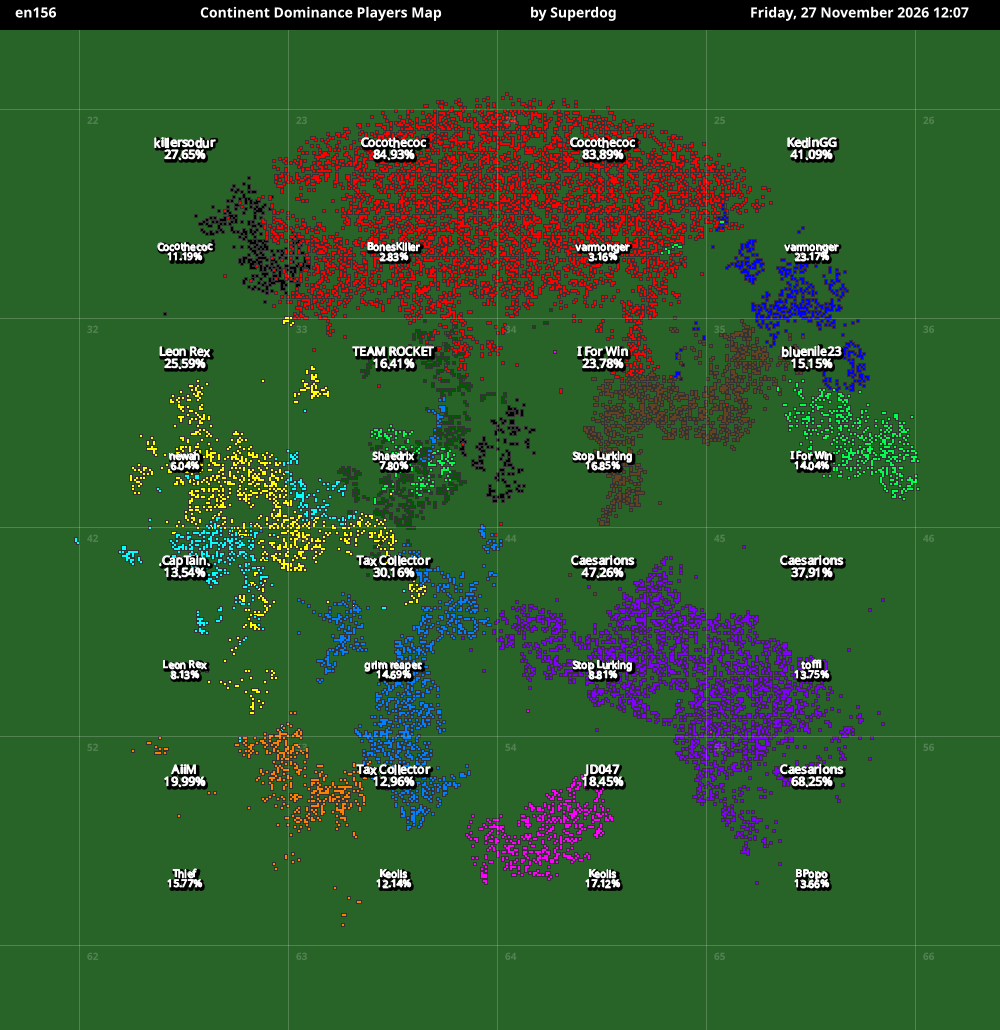 en156 Continent Dominance Players Map by Superdog Friday, 27 November 2026 12:07
22 23 24 25 26
killersodur Cocothecoc Cocothecoc KedinGG
27.65% 84.93% 83.89% 41.09%
Cocothecoc BonesKiller varmonger varmonger
11.19% 2.83% 3.16% 23.17%
32 33 34 35 36
Leon Rex TEAM ROCKET I For Win bluenile23
25.59% 16.41% 23.78% 15.15%
newah Shaedrix Stop Lurking I For Win
6.04% 7.80% 16.85% 14.04%
42 44 45 46
.CapTain. Tax Collector Caesarions Caesarions
13.54% 30.16% 47.26% 37.91%
Leon Rex grim reaper Stop Lurking toffi
8.13% 14.69% 8.81% 13.75%
52 54 56
AiiM Tax Collector JD047 Caesarions
19.99% 12.96% 18.45% 68.25%
Thief Keolis Keolis BPopo
15.77% 12.14% 17.12% 13.66%
62 63 64 65 66